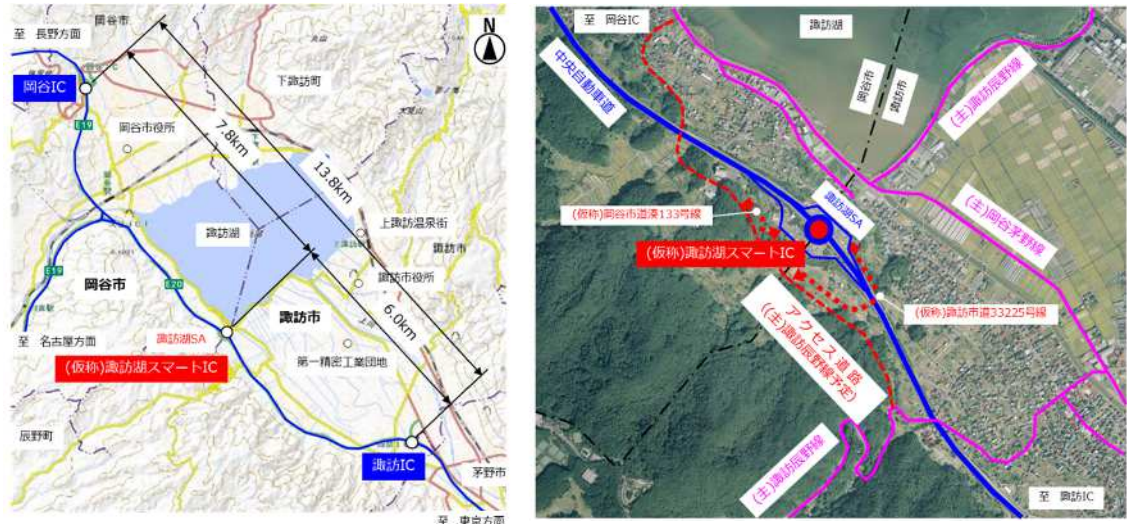 岡谷市
至 長野方面
N
下諏訪町
岡谷IC
E19
岡谷市役所
7.8km
13.8km
諏訪湖
上諏訪温泉街
諏訪市
諏訪市役所
E19
岡谷市
E20
諏訪市
6.0km
至 名古屋方面
諏訪湖SA
(仮称)諏訪湖スマートIC
第一精密工業団地
辰野町
諏訪IC
茅野市
至 東京方面
至 岡谷IC
諏訪湖
中央自動車道
岡谷市
諏訪市
(主)諏訪辰野線
(仮称)岡谷市道湊133号線
諏訪湖SA
(主)岡谷茅野線
(仮称)諏訪湖スマートIC
(仮称)諏訪市道33225号線
アクセス道路
((主)諏訪辰野線予定)
(主)諏訪辰野線
至 諏訪IC